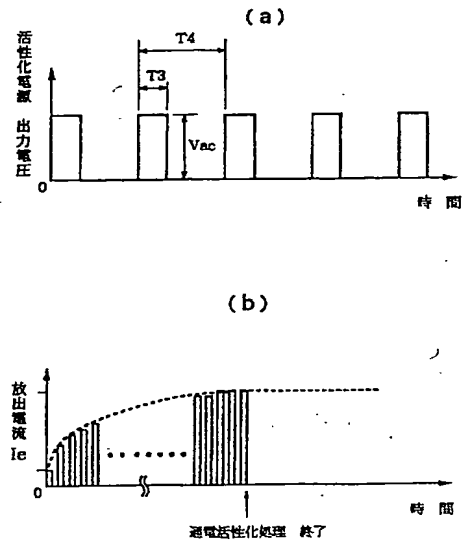 (a)
活性化電源 出力電圧
T4
T3
Vac
0
時 間
(b)
放出電流 Ie
0
時 間
通電活性化処理 終了